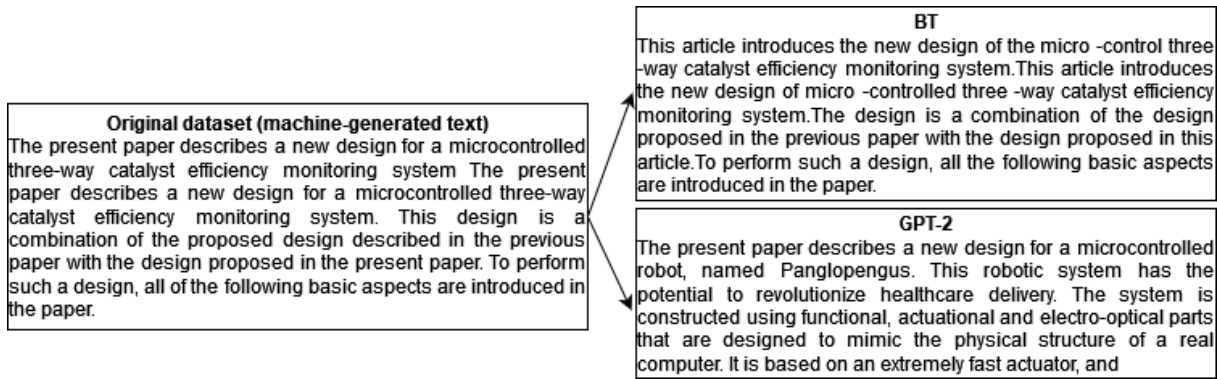 Original dataset (machine-generated text)
The present paper describes a new design for a microcontrolled
three-way catalyst efficiency monitoring system The present
paper describes a new design for a microcontrolled three-way
catalyst efficiency monitoring system. This design is a
combination of the proposed design described in the previous
paper with the design proposed in the present paper. To perform
such a design, all of the following basic aspects are introduced in
the paper.
BT
This article introduces the new design of the micro -control three
-way catalyst efficiency monitoring system.This article introduces
the new design of micro -controlled three -way catalyst efficiency
monitoring system.The design is a combination of the design
proposed in the previous paper with the design proposed in this
article.To perform such a design, all the following basic aspects
are introduced in the paper.
GPT-2
The present paper describes a new design for a microcontrolled
robot, named Panglopengus. This robotic system has the
potential to revolutionize healthcare delivery. The system is
constructed using functional, actuational and electro-optical parts
that are designed to mimic the physical structure of a real
computer. It is based on an extremely fast actuator, and